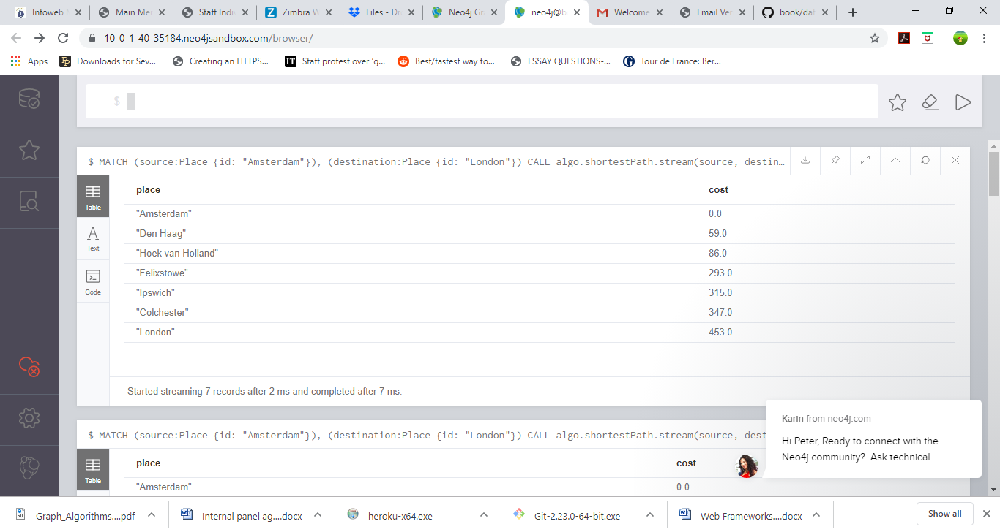 Infoweb M
Main Me
Staff Indi
Zimbra W
Files - Dr
Neo4j Gr
neo4j@b
Welcome
Email Ver
book/dat
10-0-1-40-35184.neo4jsandbox.com/browser/
Apps
Downloads for Sev...
Creating an HTTPS...
Staff protest over 'g...
Best/fastest way to...
ESSAY QUESTIONS-...
Tour de France: Ber...
$
$ MATCH (source:Place {id: "Amsterdam"}), (destination:Place {id: "London"}) CALL algo.shortestPath.stream(source, destin…
Table
Text
Code
place cost
"Amsterdam" 0.0
"Den Haag" 59.0
"Hoek van Holland" 86.0
"Felixstowe" 293.0
"Ipswich" 315.0
"Colchester" 347.0
"London" 453.0
Started streaming 7 records after 2 ms and completed after 7 ms.
$ MATCH (source:Place {id: "Amsterdam"}), (destination:Place {id: "London"}) CALL algo.shortestPath.stream(source, dest
Table
place cost
"Amsterdam" 0.0
Karin from neo4j.com
Hi Peter, Ready to connect with the
Neo4j community? Ask technical...
Graph_Algorithms....pdf
Internal panel ag....docx
heroku-x64.exe
Git-2.23.0-64-bit.exe
Web Frameworks....docx
Show all